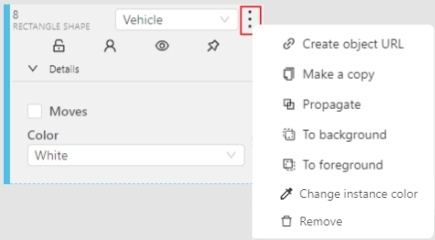 8
RECTANGLE SHAPE
Vehicle
Details
Moves
Color
White
Create object URL
Make a copy
Propagate
To background
To foreground
Change instance color
Remove